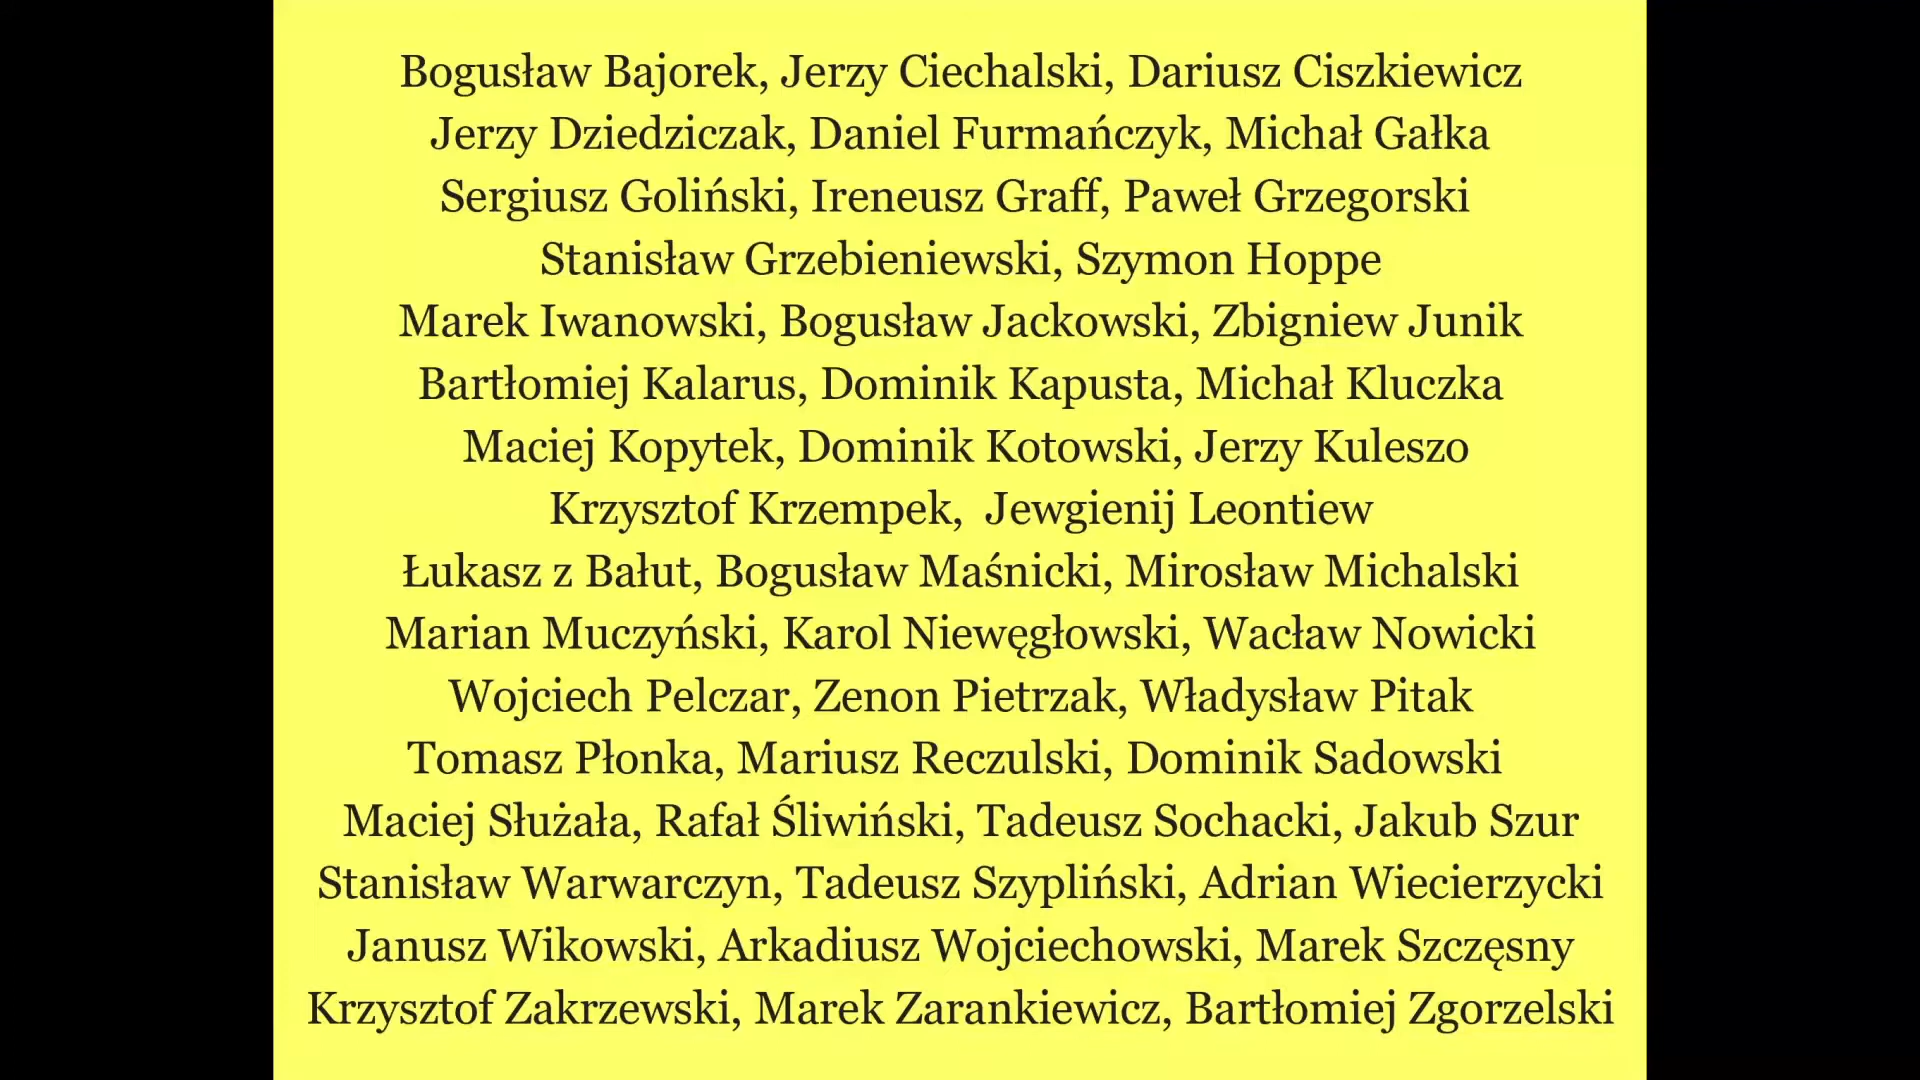 Bogusław Bajorek, Jerzy Ciechalski, Dariusz Ciszkiewicz
Jerzy Dziedziczak, Daniel Furmańczyk, Michał Gałka
Sergiusz Goliński, Ireneusz Graff, Paweł Grzegorski
Stanisław Grzebieniewski, Szymon Hoppe
Marek Iwanowski, Bogusław Jackowski, Zbigniew Junik
Bartłomiej Kalarus, Dominik Kapusta, Michał Kluczka
Maciej Kopytek, Dominik Kotowski, Jerzy Kuleszo
Krzysztof Krzempek, Jewgienij Leontiew
Łukasz z Bałut, Bogusław Maśnicki, Mirosław Michalski
Marian Muczyński, Karol Niewęgłowski, Wacław Nowicki
Wojciech Pelczar, Zenon Pietrzak, Władysław Pitak
Tomasz Płonka, Mariusz Reczulski, Dominik Sadowski
Maciej Służała, Rafał Śliwiński, Tadeusz Sochacki, Jakub Szur
Stanisław Warwarczyn, Tadeusz Szypliński, Adrian Wiecierzycki
Janusz Wikowski, Arkadiusz Wojciechowski, Marek Szczęsny
Krzysztof Zakrzewski, Marek Zarankiewicz, Bartłomiej Zgorzelski